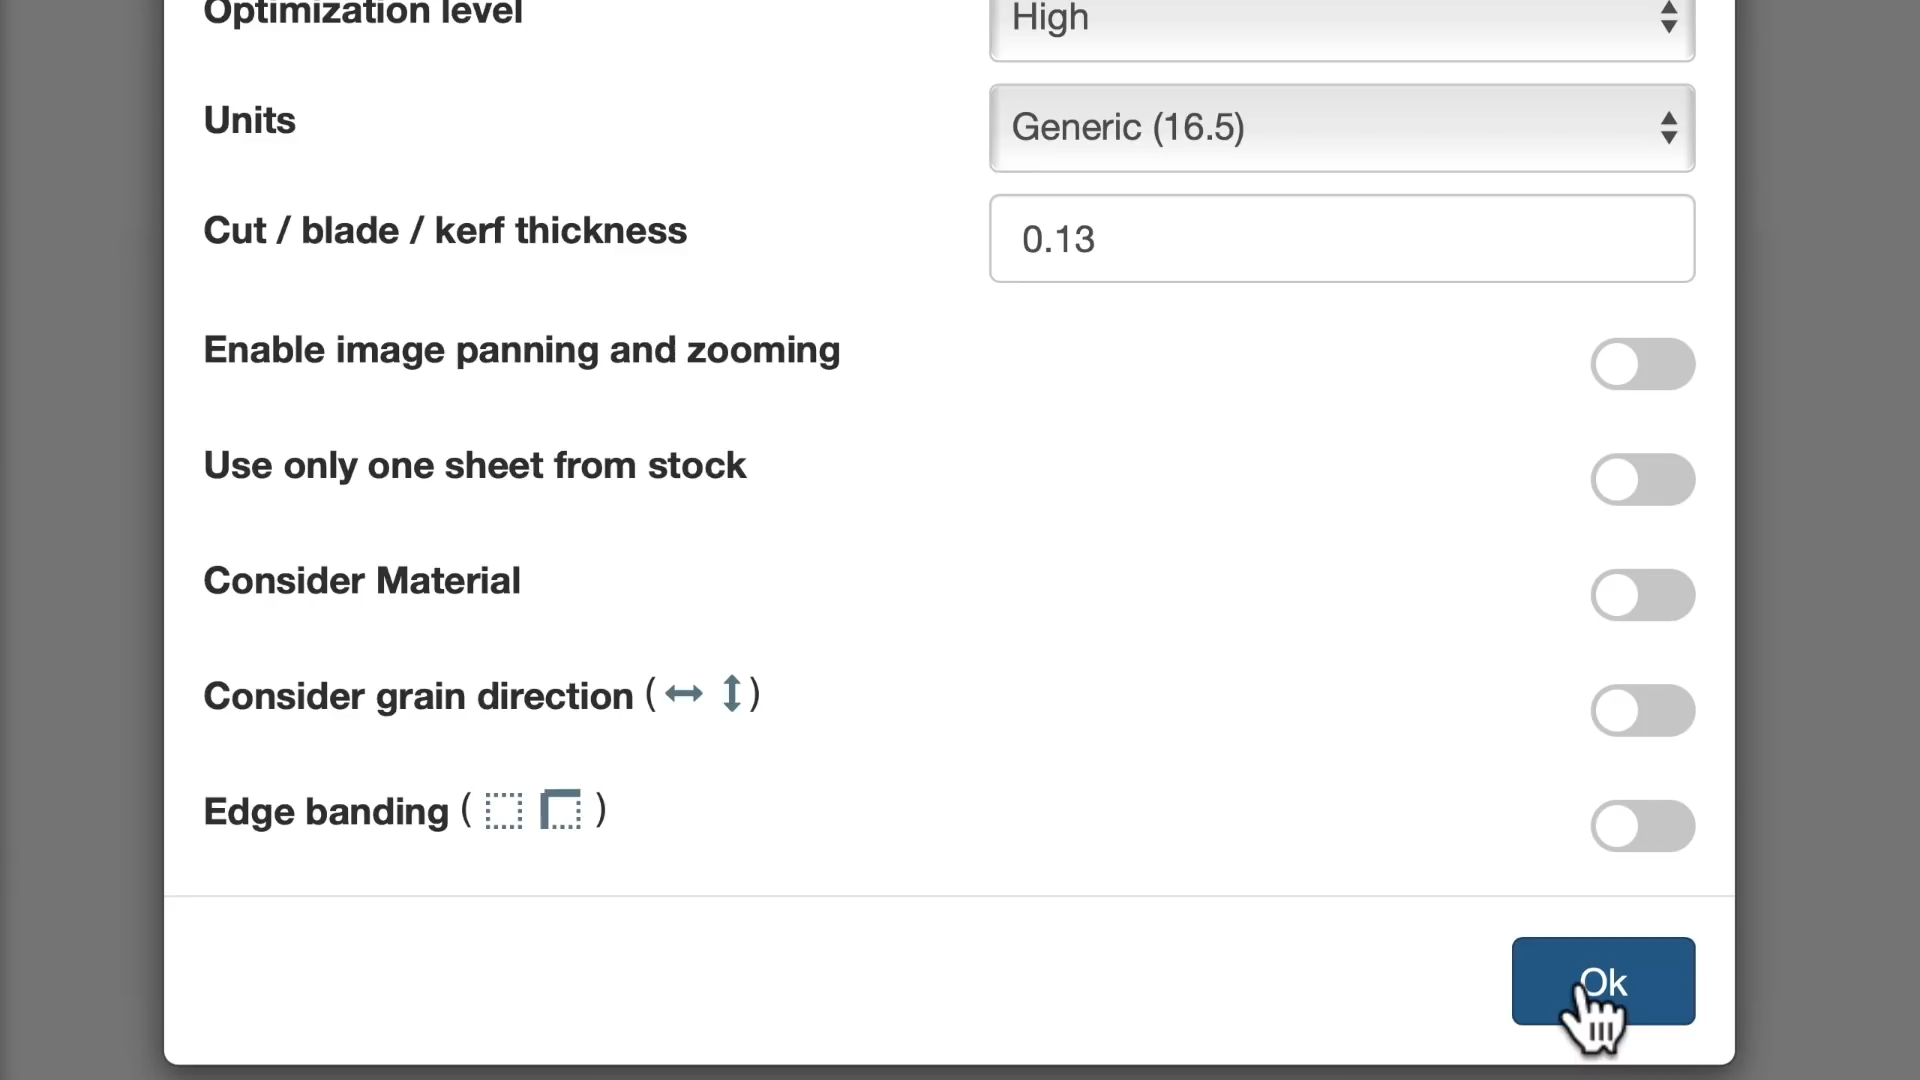 Optimization level
High
Units
Generic (16.5)
Cut / blade / kerf thickness
0.13
Enable image panning and zooming
Use only one sheet from stock
Consider Material
Consider grain direction ( ↔ ↕ )
Edge banding ( )
Ok